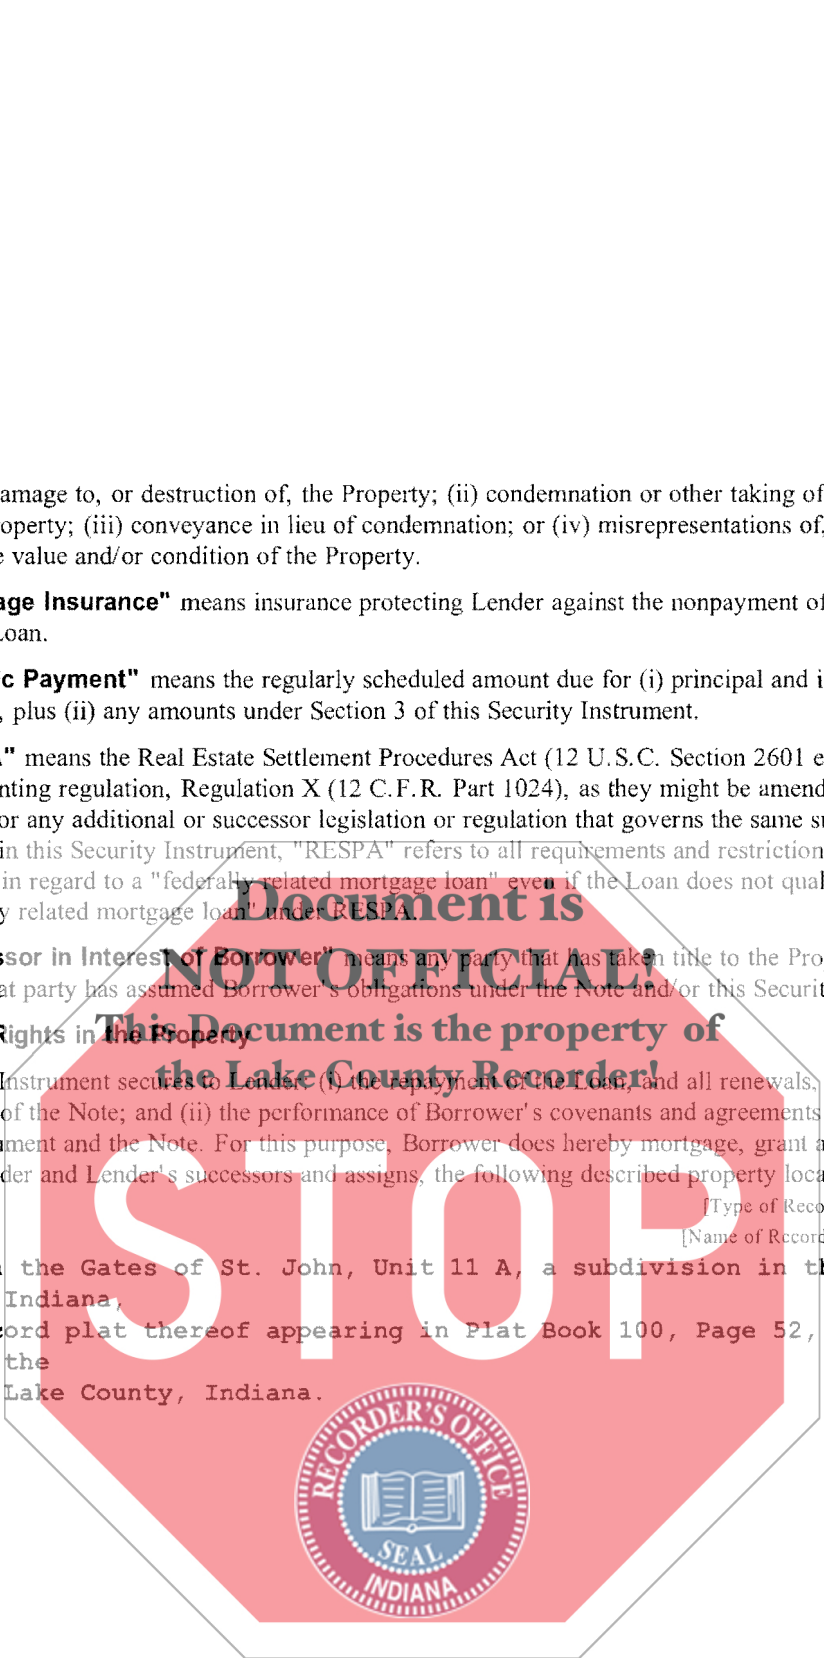 amage to, or destruction of, the Property; (ii) condemnation or other taking of
operty; (iii) conveyance in lieu of condemnation; or (iv) misrepresentations of,
e value and/or condition of the Property.
age Insurance" means insurance protecting Lender against the nonpayment of
Loan.
c Payment" means the regularly scheduled amount due for (i) principal and i
, plus (ii) any amounts under Section 3 of this Security Instrument.
A" means the Real Estate Settlement Procedures Act (12 U.S.C. Section 2601 e
nting regulation, Regulation X (12 C.F.R. Part 1024), as they might be amend
or any additional or successor legislation or regulation that governs the same su
in this Security Instrument, "RESPA" refers to all requirements and restriction
in regard to a "federally related mortgage loan" even if the Loan does not qual
y related mortgage loan" under RESPA.
Document is
ssor in Interest of Borrower" means any party that has taken title to the Pro
NOT OFFICIAL!
at party has assumed Borrower's obligations under the Note and/or this Securit
Rights in the Property
This Document is the property of
the Lake County Recorder!
Instrument secures to Lender: (i) the repayment of the Loan, and all renewals,
of the Note; and (ii) the performance of Borrower's covenants and agreements
ment and the Note. For this purpose, Borrower does hereby mortgage, grant a
der and Lender's successors and assigns, the following described property loca
[Type of Reco
[Name of Record
STOP
the Gates of St. John, Unit 11 A, a subdivision in th
Indiana,
ord plat thereof appearing in Plat Book 100, Page 52,
the
Lake County, Indiana.
RECORDER'S OFFICE
SEAL
INDIANA